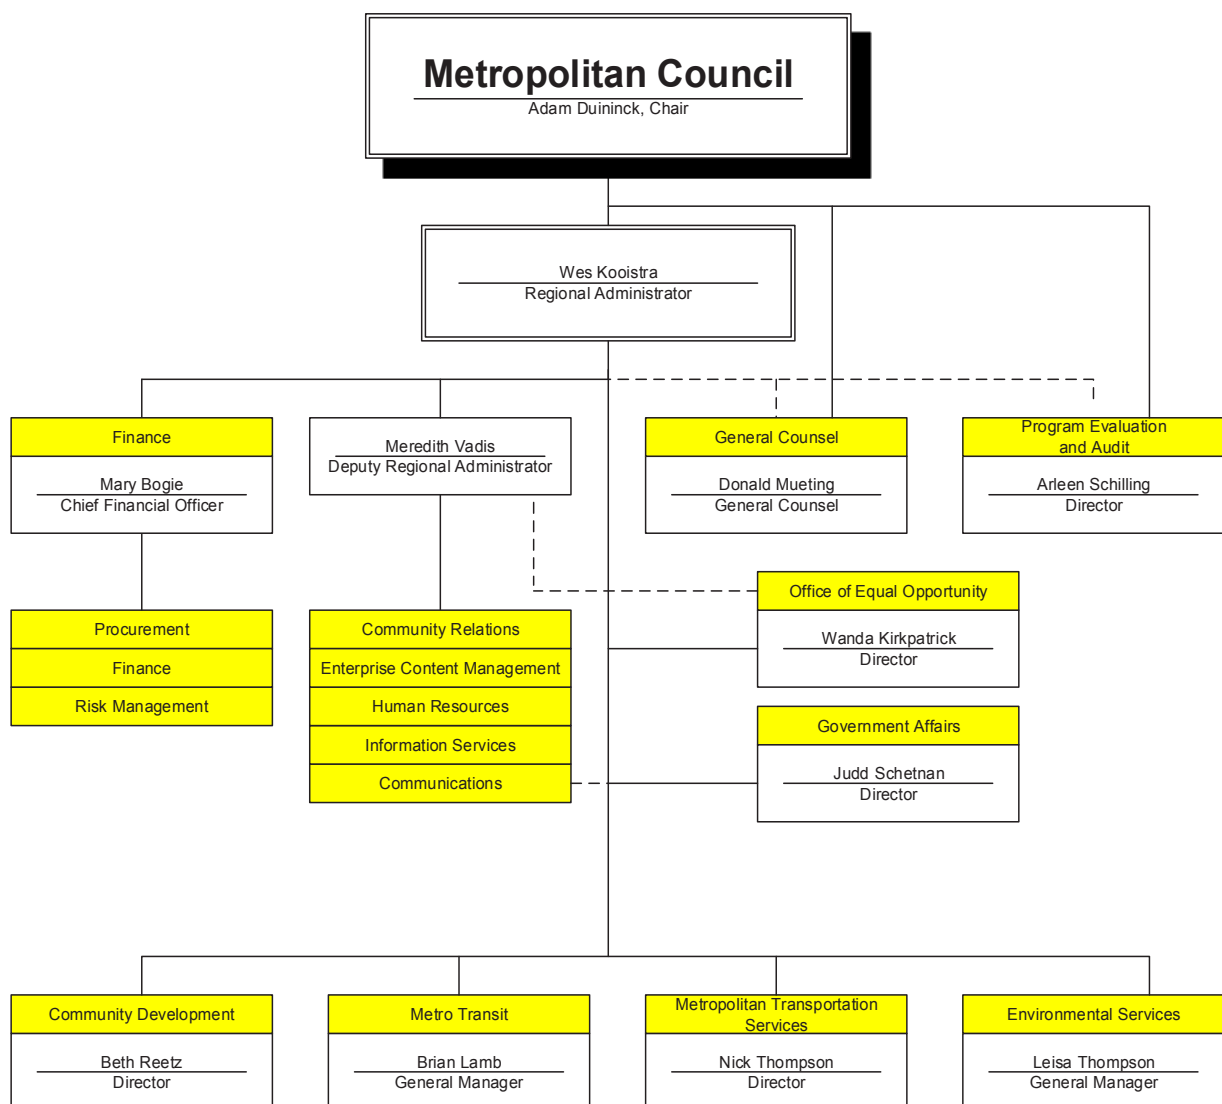 Metropolitan Council
Adam Duininck, Chair
Wes Kooistra
Regional Administrator
Finance
Mary Bogie
Chief Financial Officer
Meredith Vadis
Deputy Regional Administrator
General Counsel
Donald Mueting
General Counsel
Program Evaluation
and Audit
Arleen Schilling
Director
Office of Equal Opportunity
Wanda Kirkpatrick
Director
Procurement
Finance
Risk Management
Community Relations
Enterprise Content Management
Human Resources
Information Services
Communications
Government Affairs
Judd Schetnan
Director
Community Development
Beth Reetz
Director
Metro Transit
Brian Lamb
General Manager
Metropolitan Transportation
Services
Nick Thompson
Director
Environmental Services
Leisa Thompson
General Manager